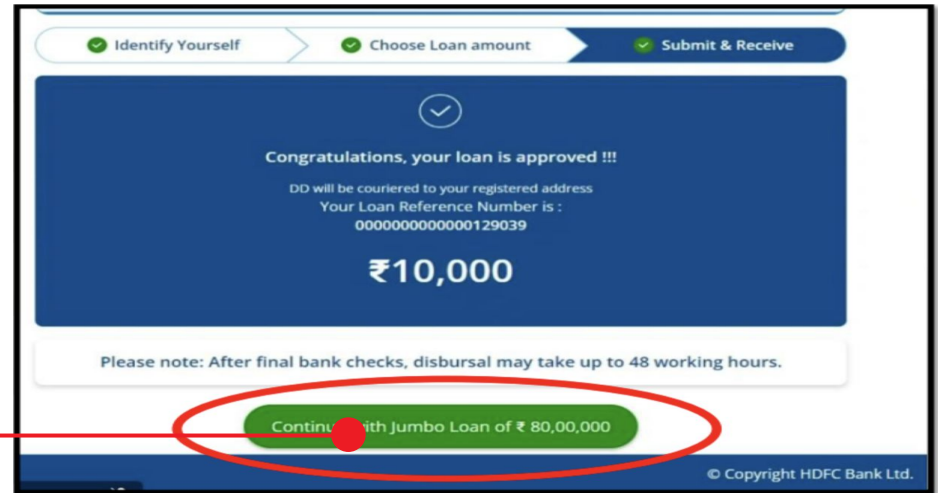 Identify Yourself
Choose Loan amount
Submit & Receive
Congratulations, your loan is approved !!!
DD will be couriered to your registered address
Your Loan Reference Number is :
0000000000000129039
₹10,000
Please note: After final bank checks, disbursal may take up to 48 working hours.
with Jumbo Loan of ₹ 80,00,000
© Copyright HDFC Bank Ltd.